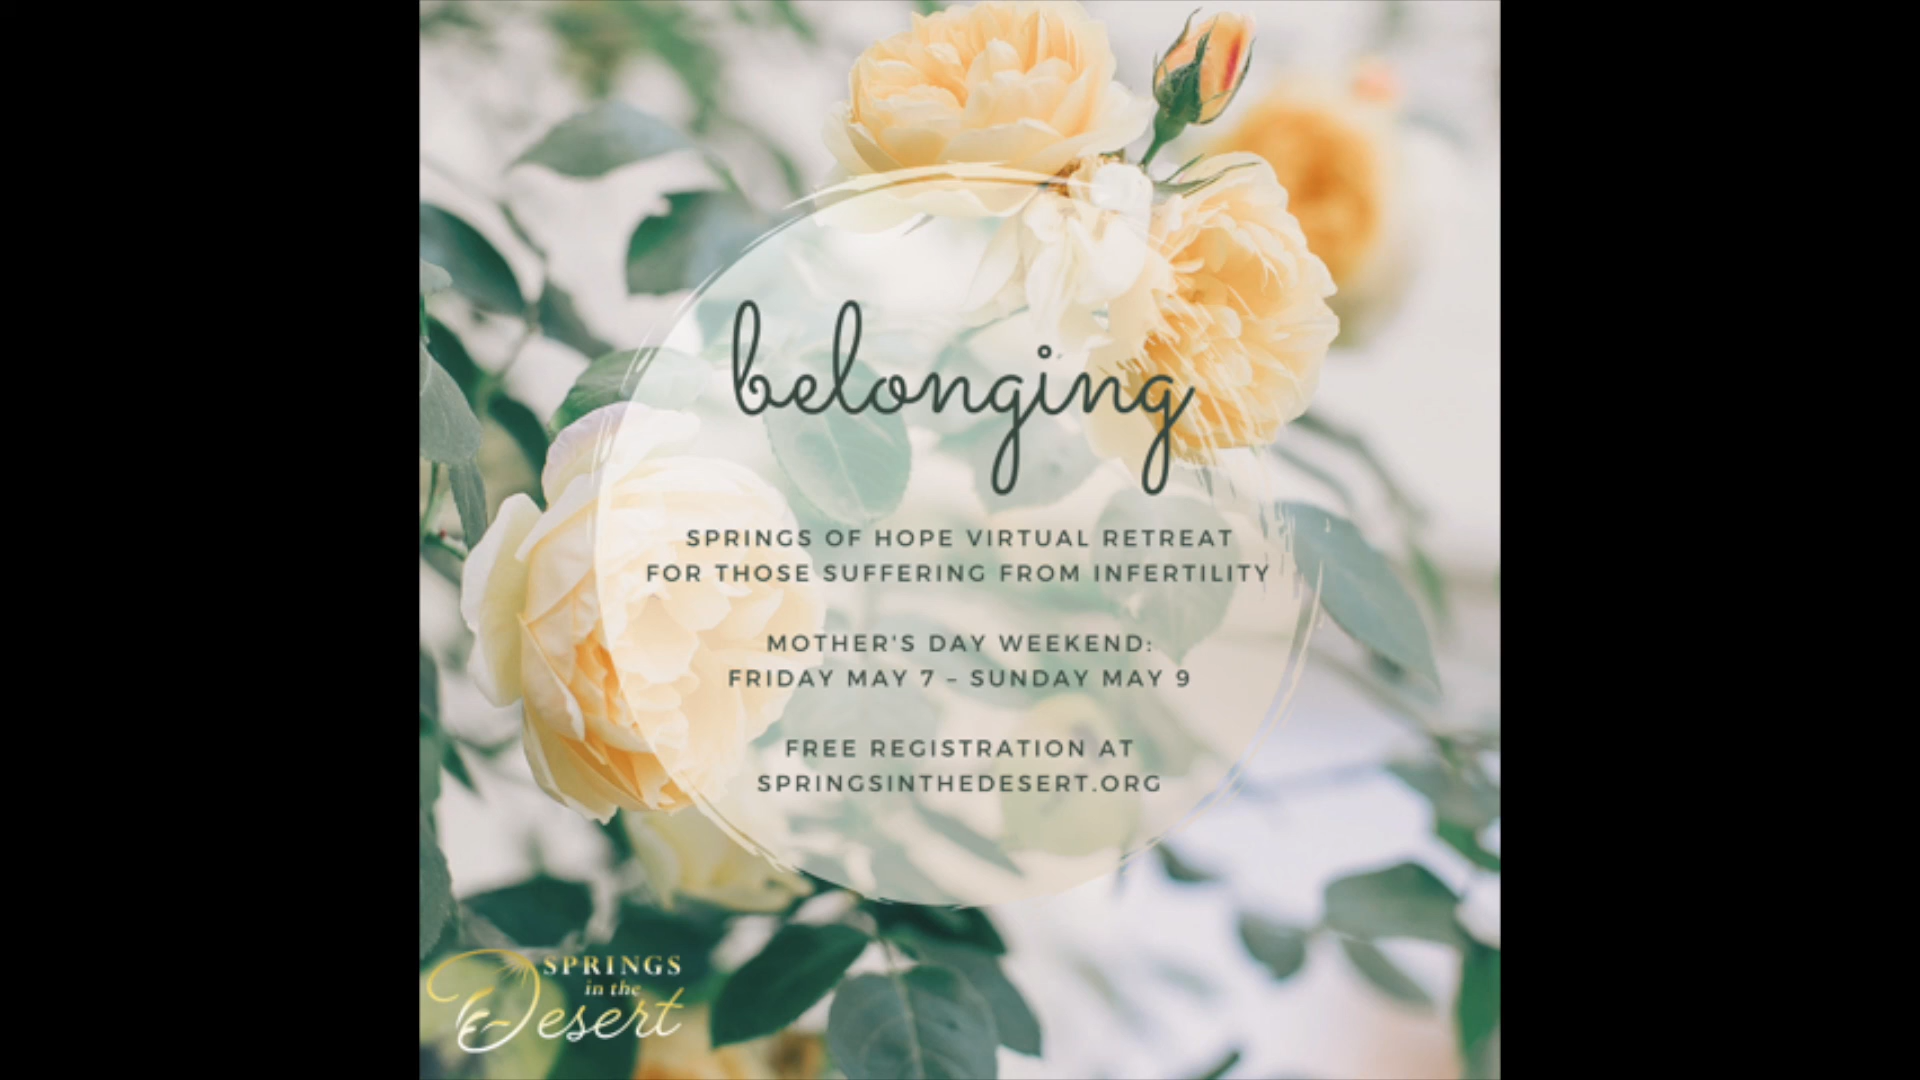 belonging
SPRINGS OF HOPE VIRTUAL RETREAT
FOR THOSE SUFFERING FROM INFERTILITY
MOTHER'S DAY WEEKEND:
FRIDAY MAY 7 – SUNDAY MAY 9
FREE REGISTRATION AT
SPRINGSINTHEDESERT.ORG
SPRINGS
in the
Desert